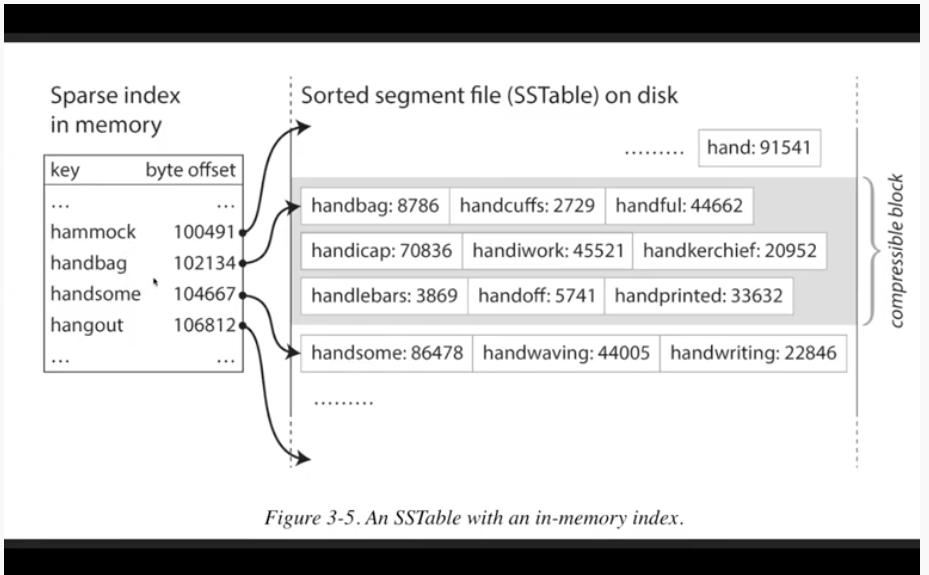 Sparse index
in memory
key byte offset
... ...
hammock 100491
handbag 102134
handsome 104667
hangout 106812
... ...
Sorted segment file (SSTable) on disk
......... hand: 91541
handbag: 8786 handcuffs: 2729 handful: 44662
handicap: 70836 handiwork: 45521 handkerchief: 20952
handlebars: 3869 handoff: 5741 handprinted: 33632
handsome: 86478 handwaving: 44005 handwriting: 22846
.........
compressible block
Figure 3-5. An SSTable with an in-memory index.